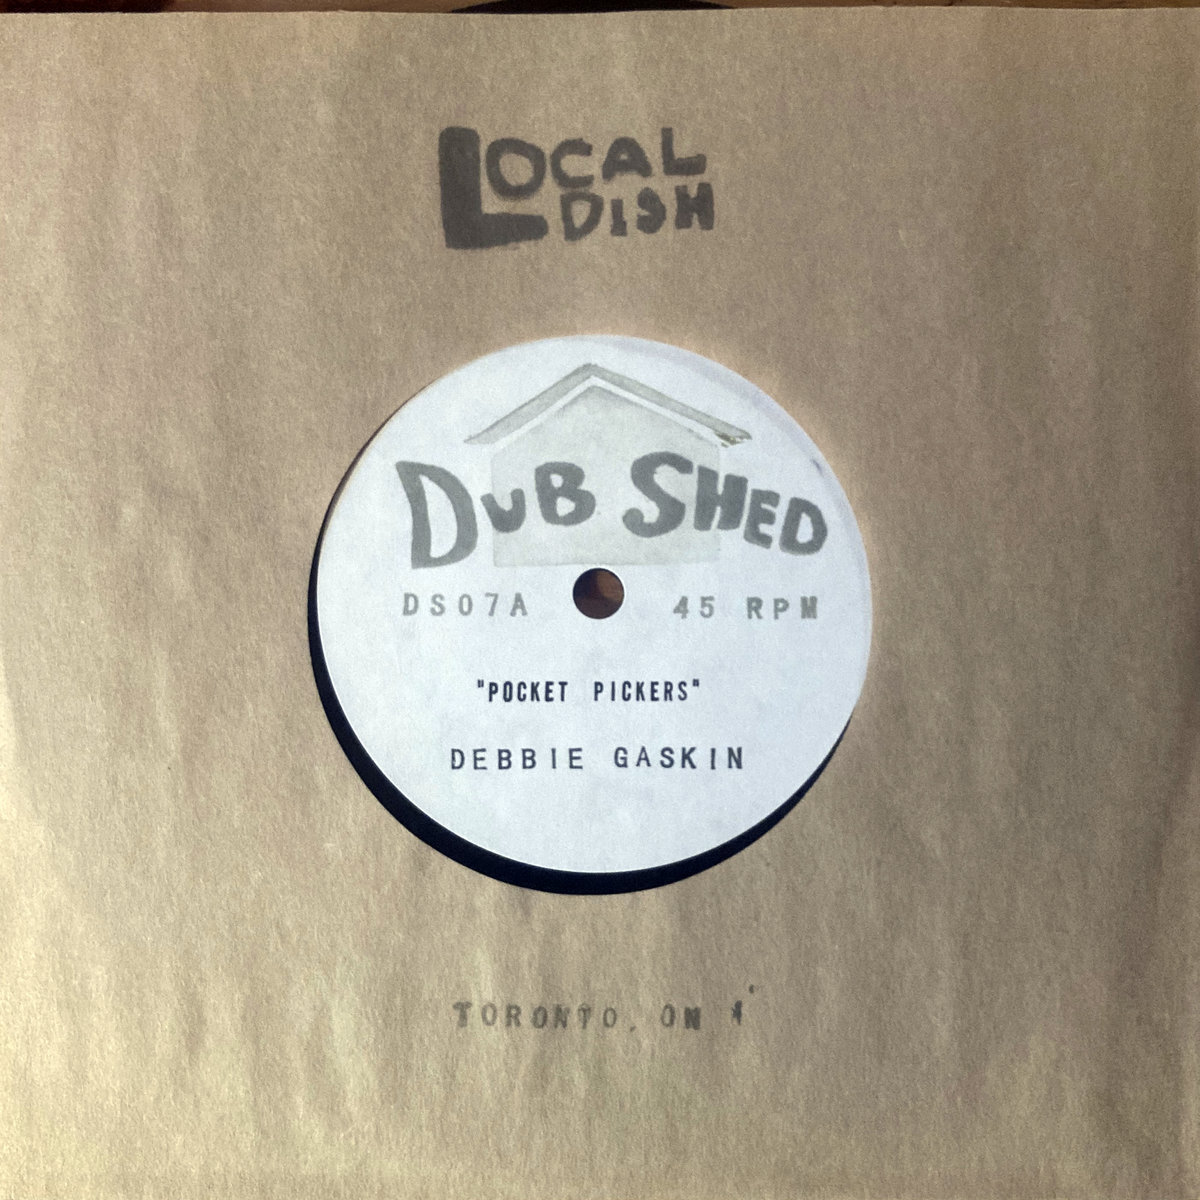 LOCAL
DISH
DUB SHED
DS07A 45 RPM
"POCKET PICKERS"
DEBBIE GASKIN
TORONTO, ON